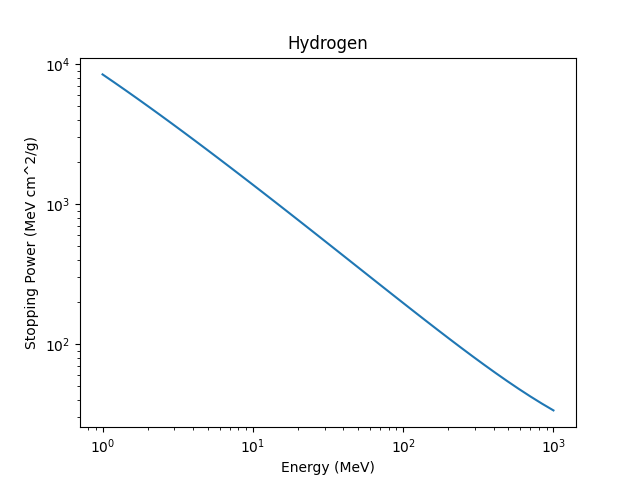 Hydrogen
10^4
10^3
10^2
Stopping Power (MeV cm^2/g)
10^0 10^1 10^2 10^3
Energy (MeV)